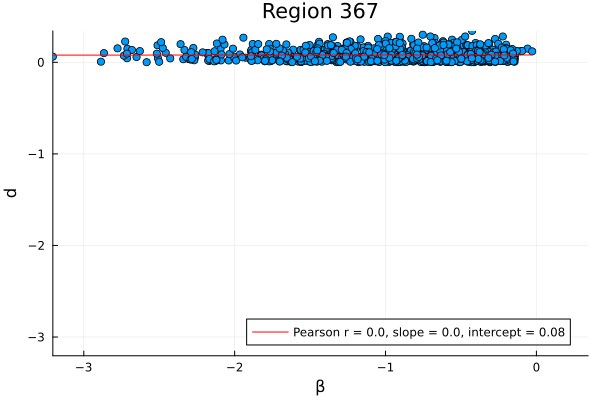 Region 367
0
−1
−2
−3
d
Pearson r = 0.0, slope = 0.0, intercept = 0.08
−3
−2
−1
0
β